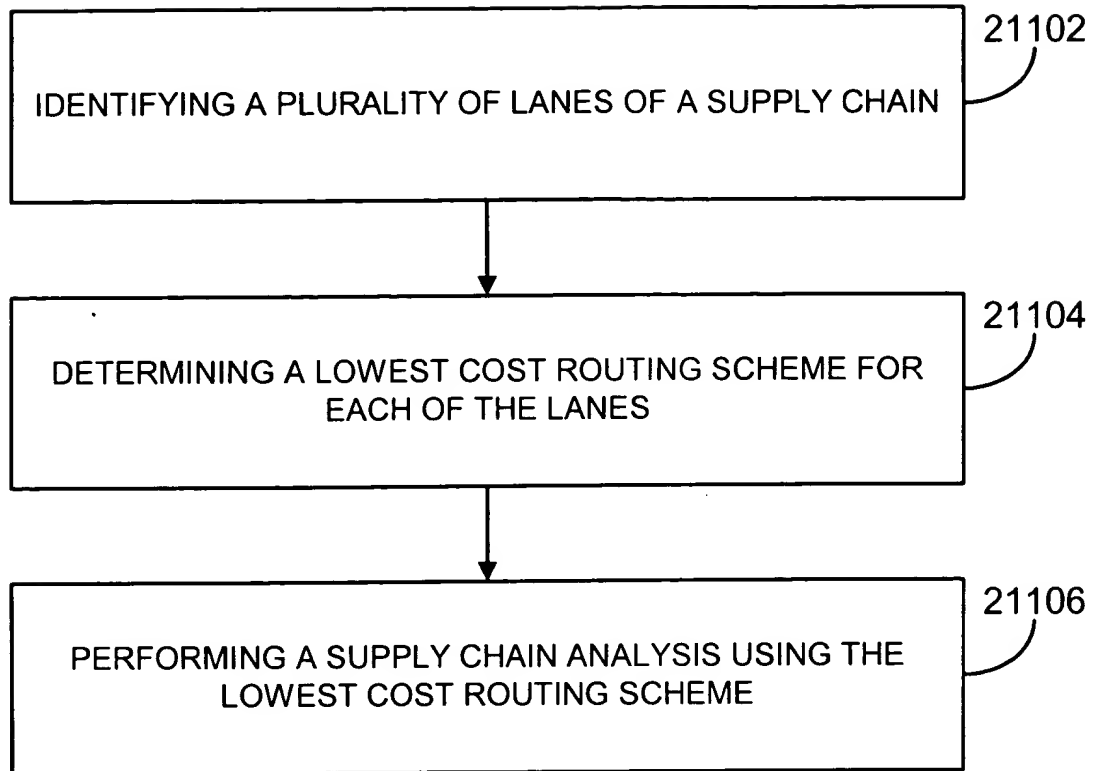 21102
IDENTIFYING A PLURALITY OF LANES OF A SUPPLY CHAIN
21104
DETERMINING A LOWEST COST ROUTING SCHEME FOR
EACH OF THE LANES
21106
PERFORMING A SUPPLY CHAIN ANALYSIS USING THE
LOWEST COST ROUTING SCHEME